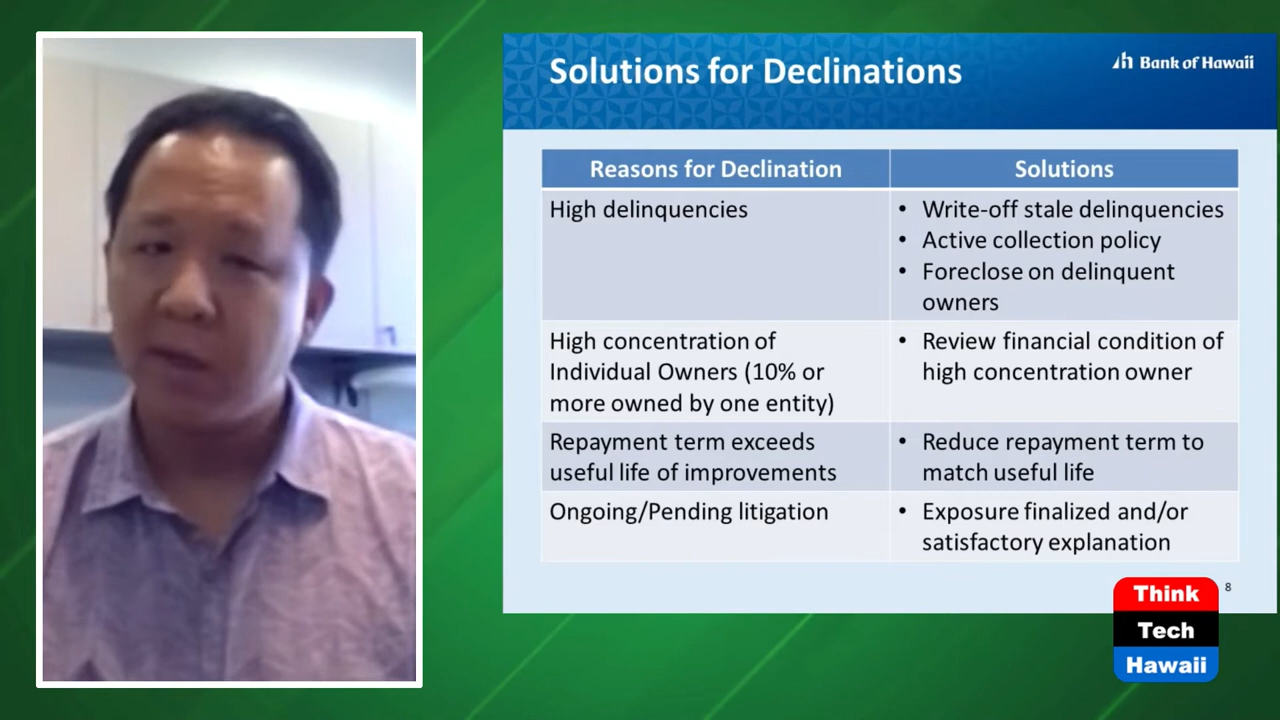 Solutions for Declinations
Bank of Hawaii
Reasons for Declination
Solutions
High delinquencies
• Write-off stale delinquencies
• Active collection policy
• Foreclose on delinquent
owners
High concentration of
Individual Owners (10% or
more owned by one entity)
• Review financial condition of
high concentration owner
Repayment term exceeds
useful life of improvements
• Reduce repayment term to
match useful life
Ongoing/Pending litigation
• Exposure finalized and/or
satisfactory explanation
8
Think
Tech
Hawaii